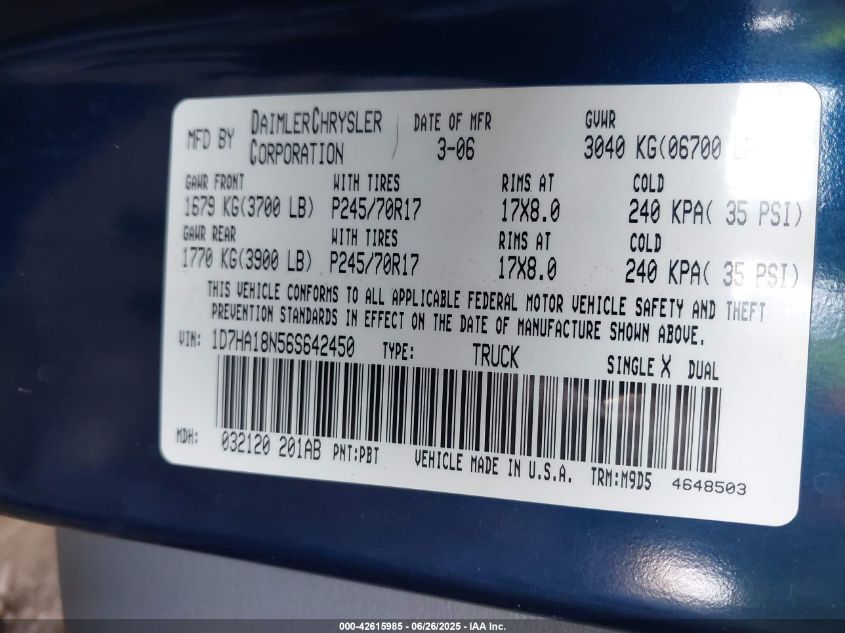 MFD BY DAIMLERCHRYSLER CORPORATION DATE OF MFR 3-06 GVWR 3040 KG(06700
GAWR FRONT WITH TIRES RIMS AT COLD
1679 KG(3700 LB) P245/70R17 17X8.0 240 KPA( 35 PSI)
GAWR REAR WITH TIRES RIMS AT COLD
1770 KG(3900 LB) P245/70R17 17X8.0 240 KPA( 35 PSI)
THIS VEHICLE CONFORMS TO ALL APPLICABLE FEDERAL MOTOR VEHICLE SAFETY AND THEFT
PREVENTION STANDARDS IN EFFECT ON THE DATE OF MANUFACTURE SHOWN ABOVE.
VIN: 1D7HA18N56S642450 TYPE: TRUCK SINGLE X DUAL
MDH: 032120 201AB PNT:PBT VEHICLE MADE IN U.S.A. TRM:M9D5 4648503
000-42615985 - 06/26/2025 - IAA Inc.